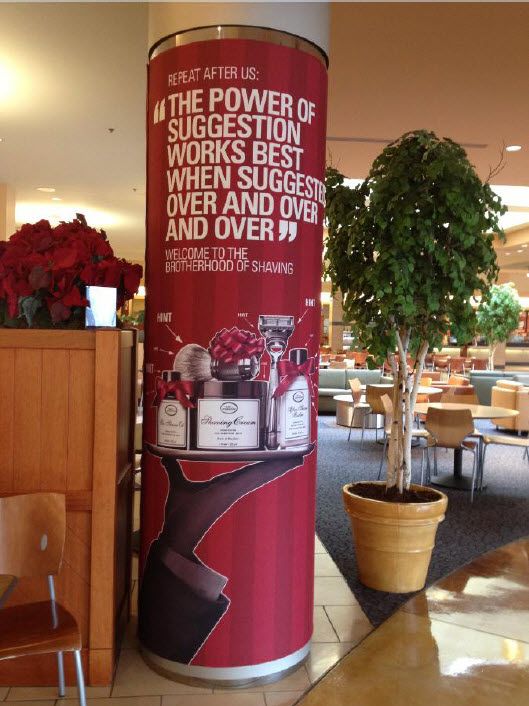 REPEAT AFTER US:
“THE POWER OF
SUGGESTION
WORKS BEST
WHEN SUGGESTE
OVER AND OVER
AND OVER”
WELCOME TO THE
BROTHERHOOD OF SHAVING
HINT
HINT
HINT
Shaving Cream